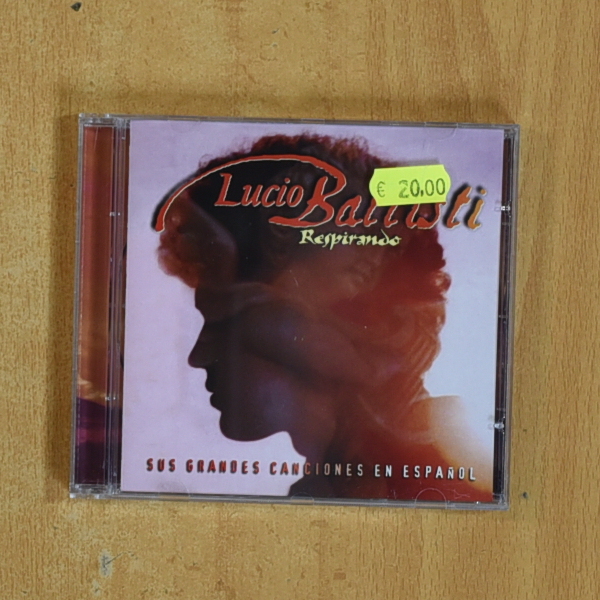 Lucio Battisti
€ 20,00
Respirando
SUS GRANDES CANCIONES EN ESPAÑOL